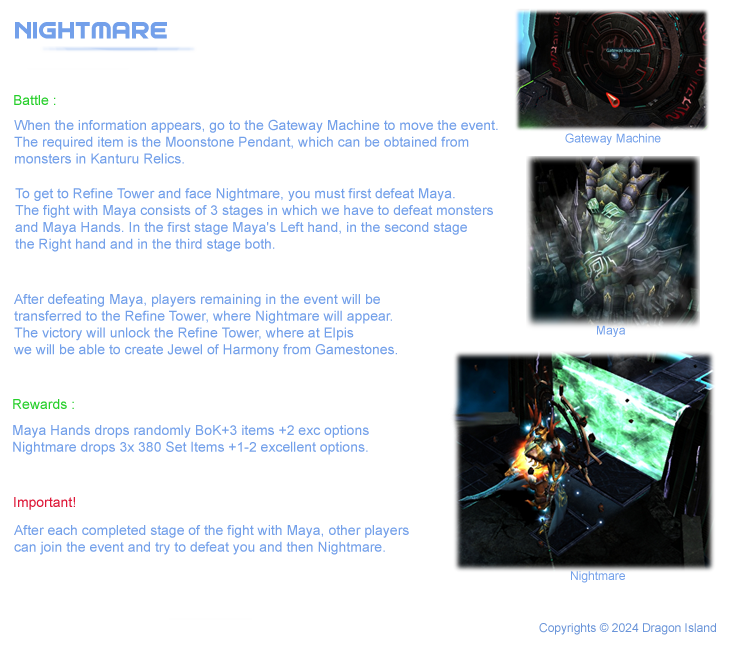 NIGHTMARE
Battle :
When the information appears, go to the Gateway Machine to move the event.
The required item is the Moonstone Pendant, which can be obtained from
monsters in Kanturu Relics.
To get to Refine Tower and face Nightmare, you must first defeat Maya.
The fight with Maya consists of 3 stages in which we have to defeat monsters
and Maya Hands. In the first stage Maya's Left hand, in the second stage
the Right hand and in the third stage both.
After defeating Maya, players remaining in the event will be
transferred to the Refine Tower, where Nightmare will appear.
The victory will unlock the Refine Tower, where at Elpis
we will be able to create Jewel of Harmony from Gamestones.
Rewards :
Maya Hands drops randomly BoK+3 items +2 exc options
Nightmare drops 3x 380 Set Items +1-2 excellent options.
Important!
After each completed stage of the fight with Maya, other players
can join the event and try to defeat you and then Nightmare.
Gateway Machine
Gateway Machine
Maya
Nightmare
Copyrights © 2024 Dragon Island